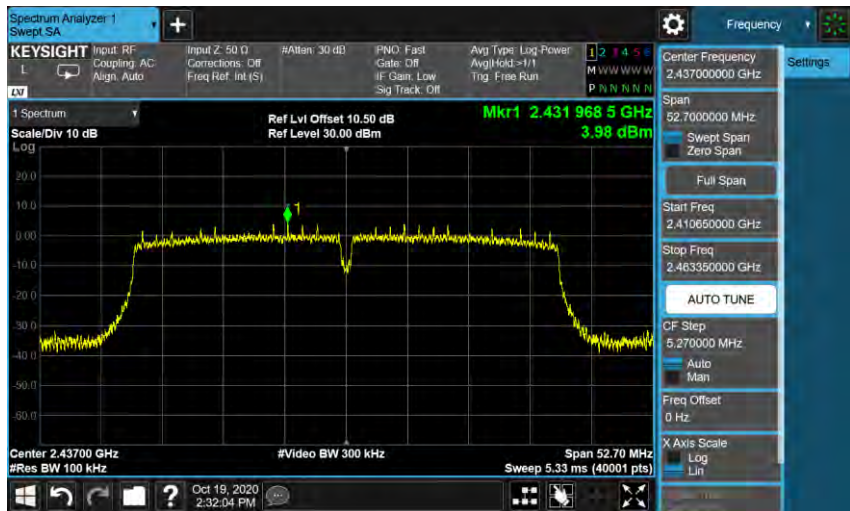 Spectrum Analyzer 1
Swept SA
+
Frequency
KEYSIGHT
L
LXI
Input: RF
Coupling: AC
Align: Auto
Input Z: 50 Ω
Corrections: Off
Freq Ref: Int (S)
#Atten: 30 dB
PNO: Fast
Gate: Off
IF Gain: Low
Sig Track: Off
Avg Type: Log-Power
Avg|Hold:>1/1
Trig: Free Run
1 2 3 4 5 6
M W W W W W
P N N N N N
1 Spectrum
Scale/Div 10 dB
Log
Ref Lvl Offset 10.50 dB
Ref Level 30.00 dBm
Mkr1 2.431 968 5 GHz
3.98 dBm
20.0
10.0
0.00
-10.0
-20.0
-30.0
-40.0
-50.0
-60.0
1
Center 2.43700 GHz
#Res BW 100 kHz
#Video BW 300 kHz
Span 52.70 MHz
Sweep 5.33 ms (40001 pts)
Oct 19, 2020
2:32:04 PM
?
Center Frequency
2.437000000 GHz
Settings
Span
52.7000000 MHz
Swept Span
Zero Span
Full Span
Start Freq
2.410650000 GHz
Stop Freq
2.463350000 GHz
AUTO TUNE
CF Step
5.270000 MHz
Auto
Man
Freq Offset
0 Hz
X Axis Scale
Log
Lin